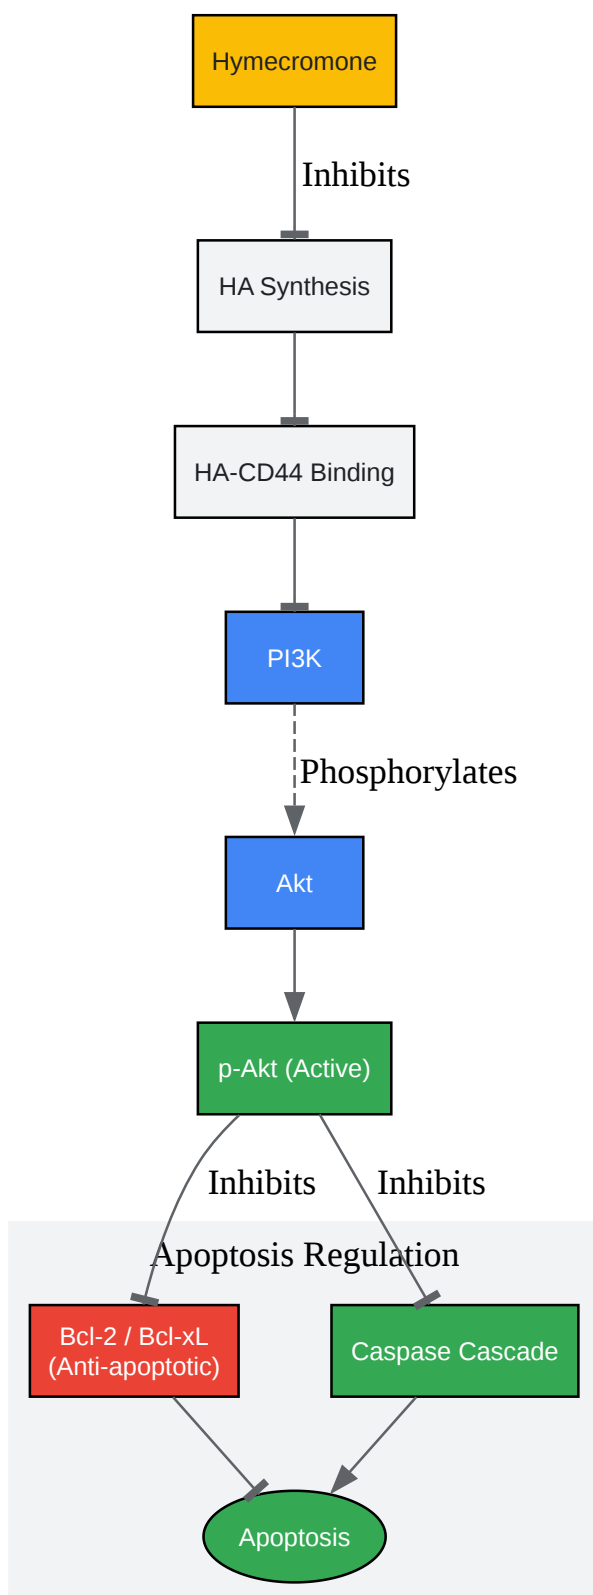 Hymecromone
Inhibits
HA Synthesis
HA-CD44 Binding
PI3K
Phosphorylates
Akt
p-Akt (Active)
Inhibits
Inhibits
Apoptosis Regulation
Bcl-2 / Bcl-xL
(Anti-apoptotic)
Caspase Cascade
Apoptosis